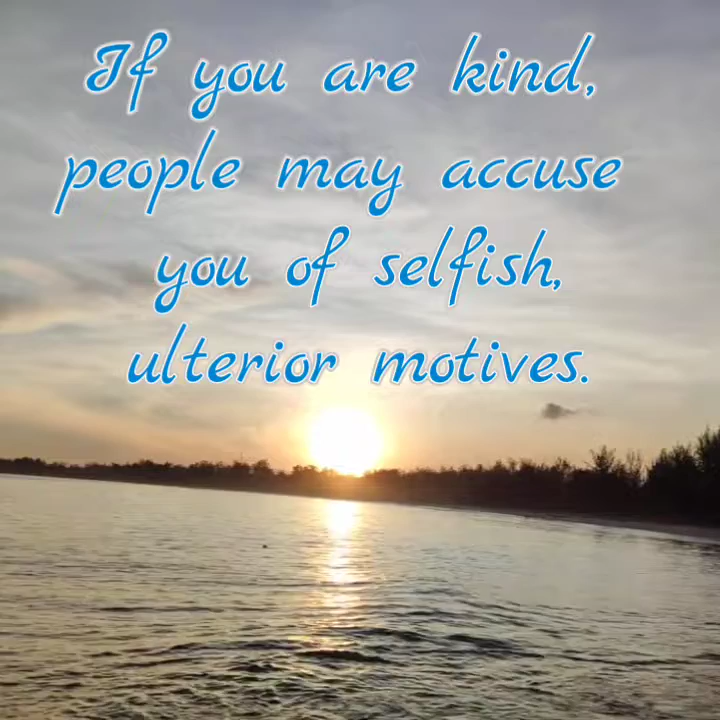 If you are kind,
people may accuse
you of selfish,
ulterior motives.